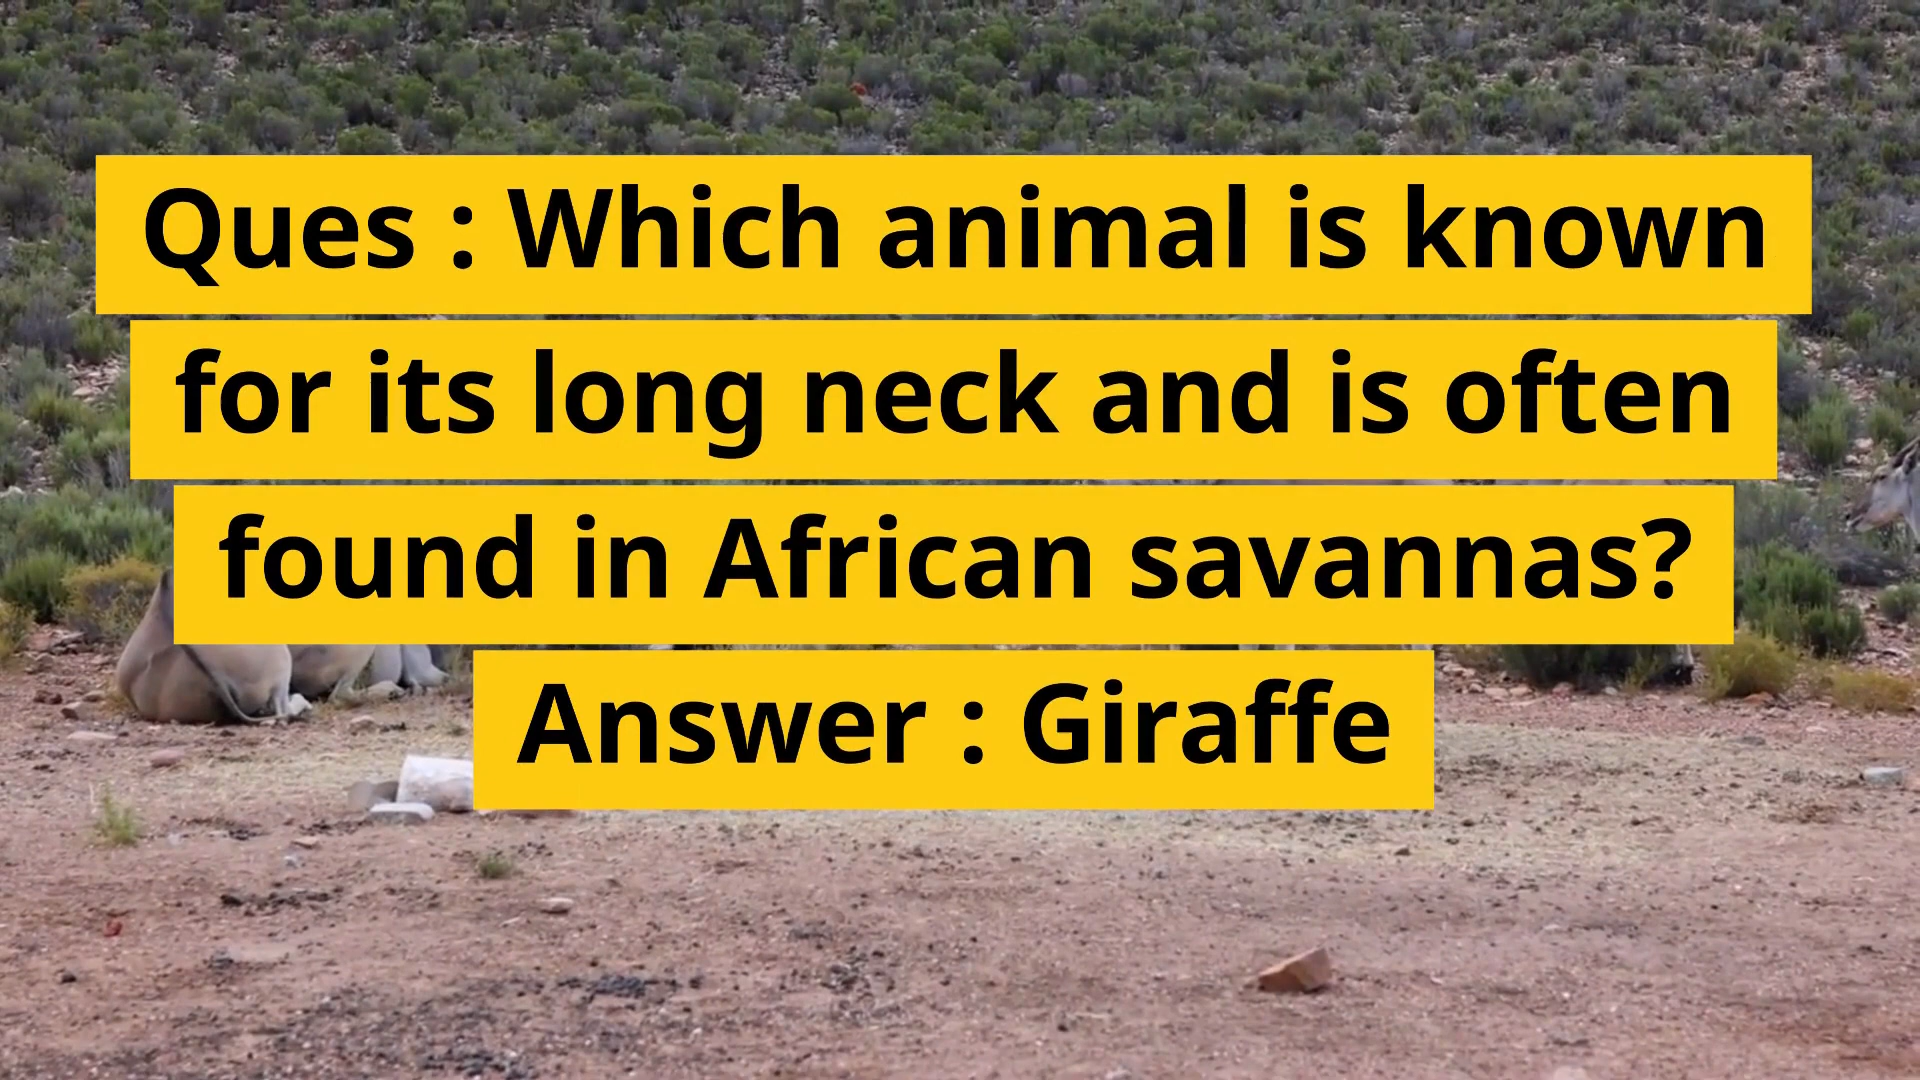 Ques : Which animal is known
for its long neck and is often
found in African savannas?
Answer : Giraffe